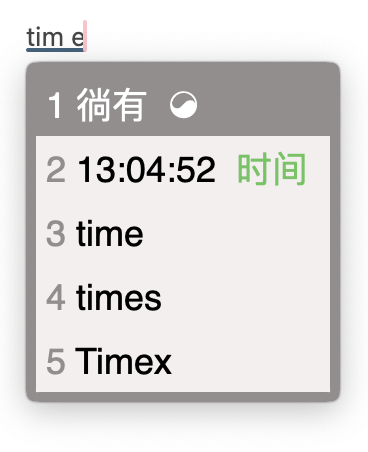 tim e
1 徜有 ☯
2 13:04:52 时间
3 time
4 times
5 Timex